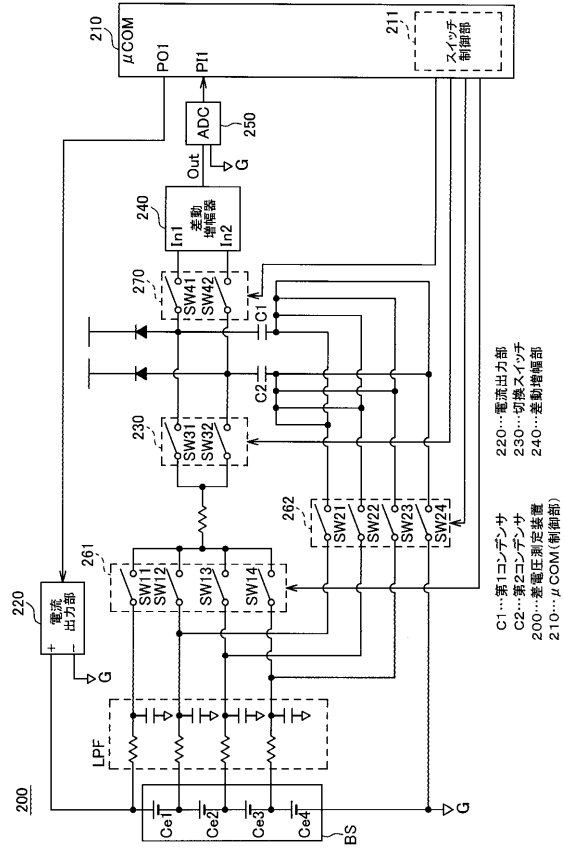 200
BS
Ce1
Ce2
Ce3
Ce4
G
LPF
220
電流
出力部
+
−
G
261
SW11
SW12
SW13
SW14
262
SW21
SW22
SW23
SW24
230
SW31
SW32
C2
C1
270
SW41
SW42
240
In1
差動
増幅器
In2
Out
ADC
250
G
210
μCOM
PO1
PI1
211
スイッチ
制御部
C1…第1コンデンサ
C2…第2コンデンサ
200…差電圧測定装置
210…μCOM(制御部)
220…電流出力部
230…切換スイッチ
240…差動増幅部